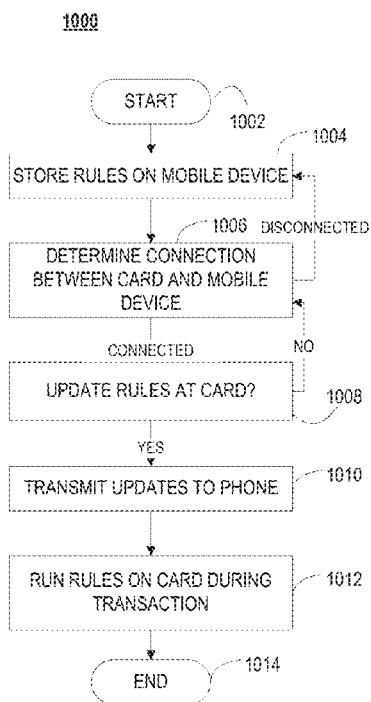 1000
START
1002
1004
STORE RULES ON MOBILE DEVICE
1006
DISCONNECTED
DETERMINE CONNECTION
BETWEEN CARD AND MOBILE
DEVICE
CONNECTED
NO
UPDATE RULES AT CARD?
1008
YES
TRANSMIT UPDATES TO PHONE
1010
RUN RULES ON CARD DURING
TRANSACTION
1012
END
1014